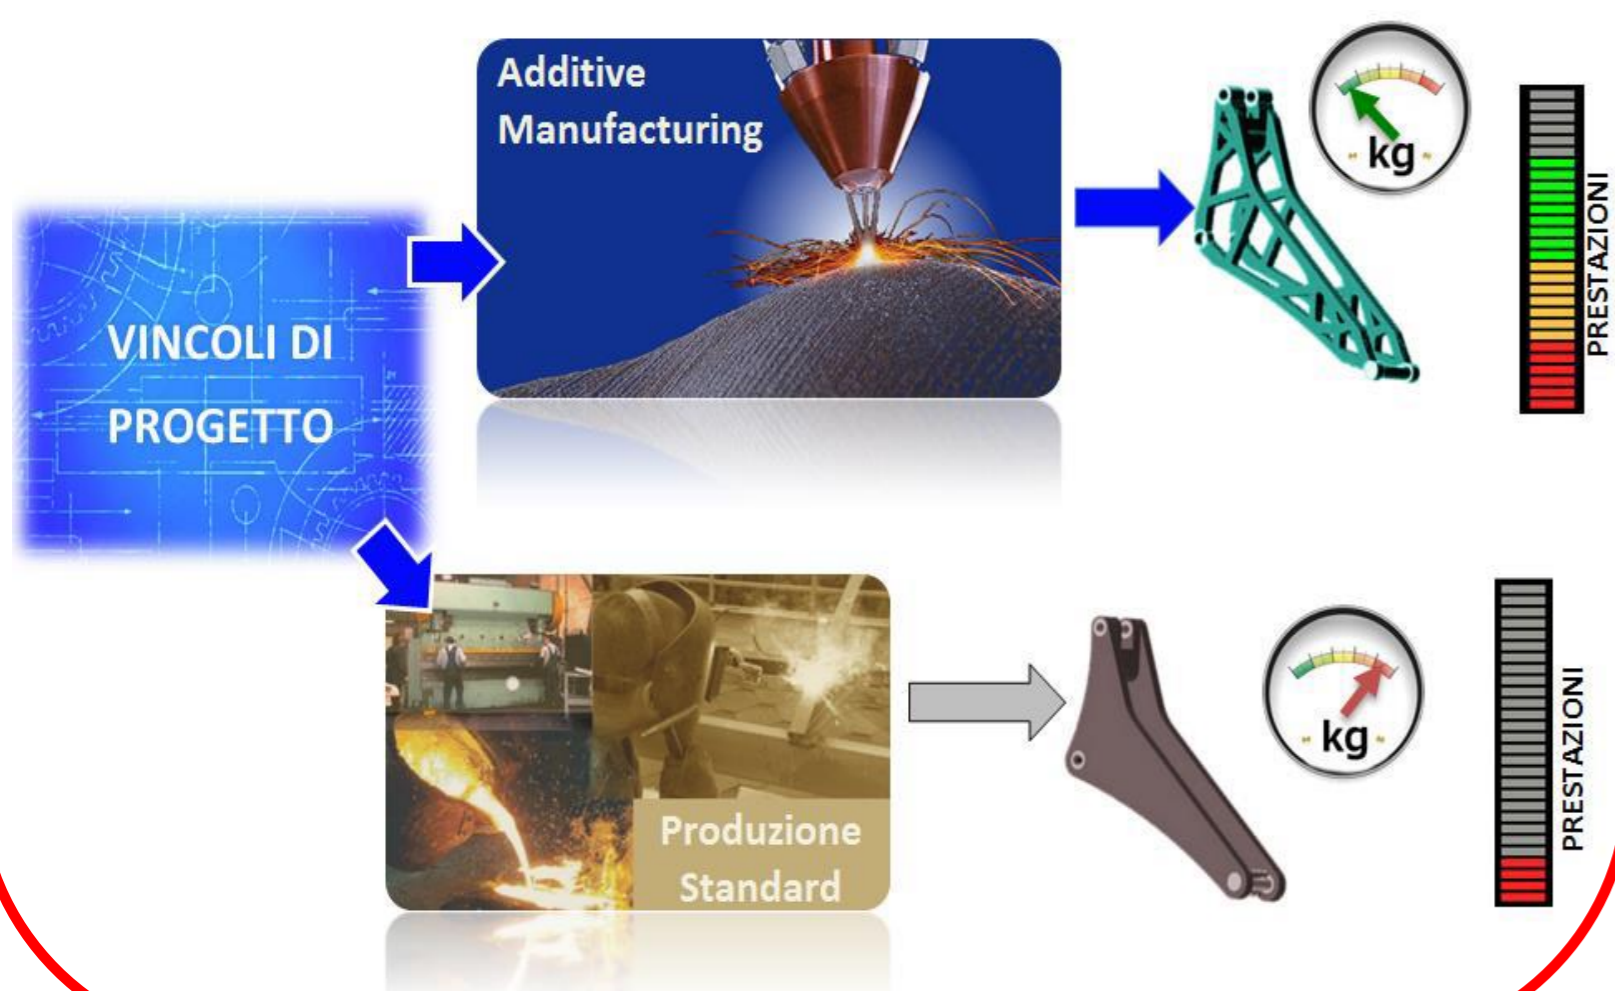 Additive
Manufacturing
kg
PRESTAZIONI
VINCOLI DI
PROGETTO
kg
PRESTAZIONI
Produzione
Standard